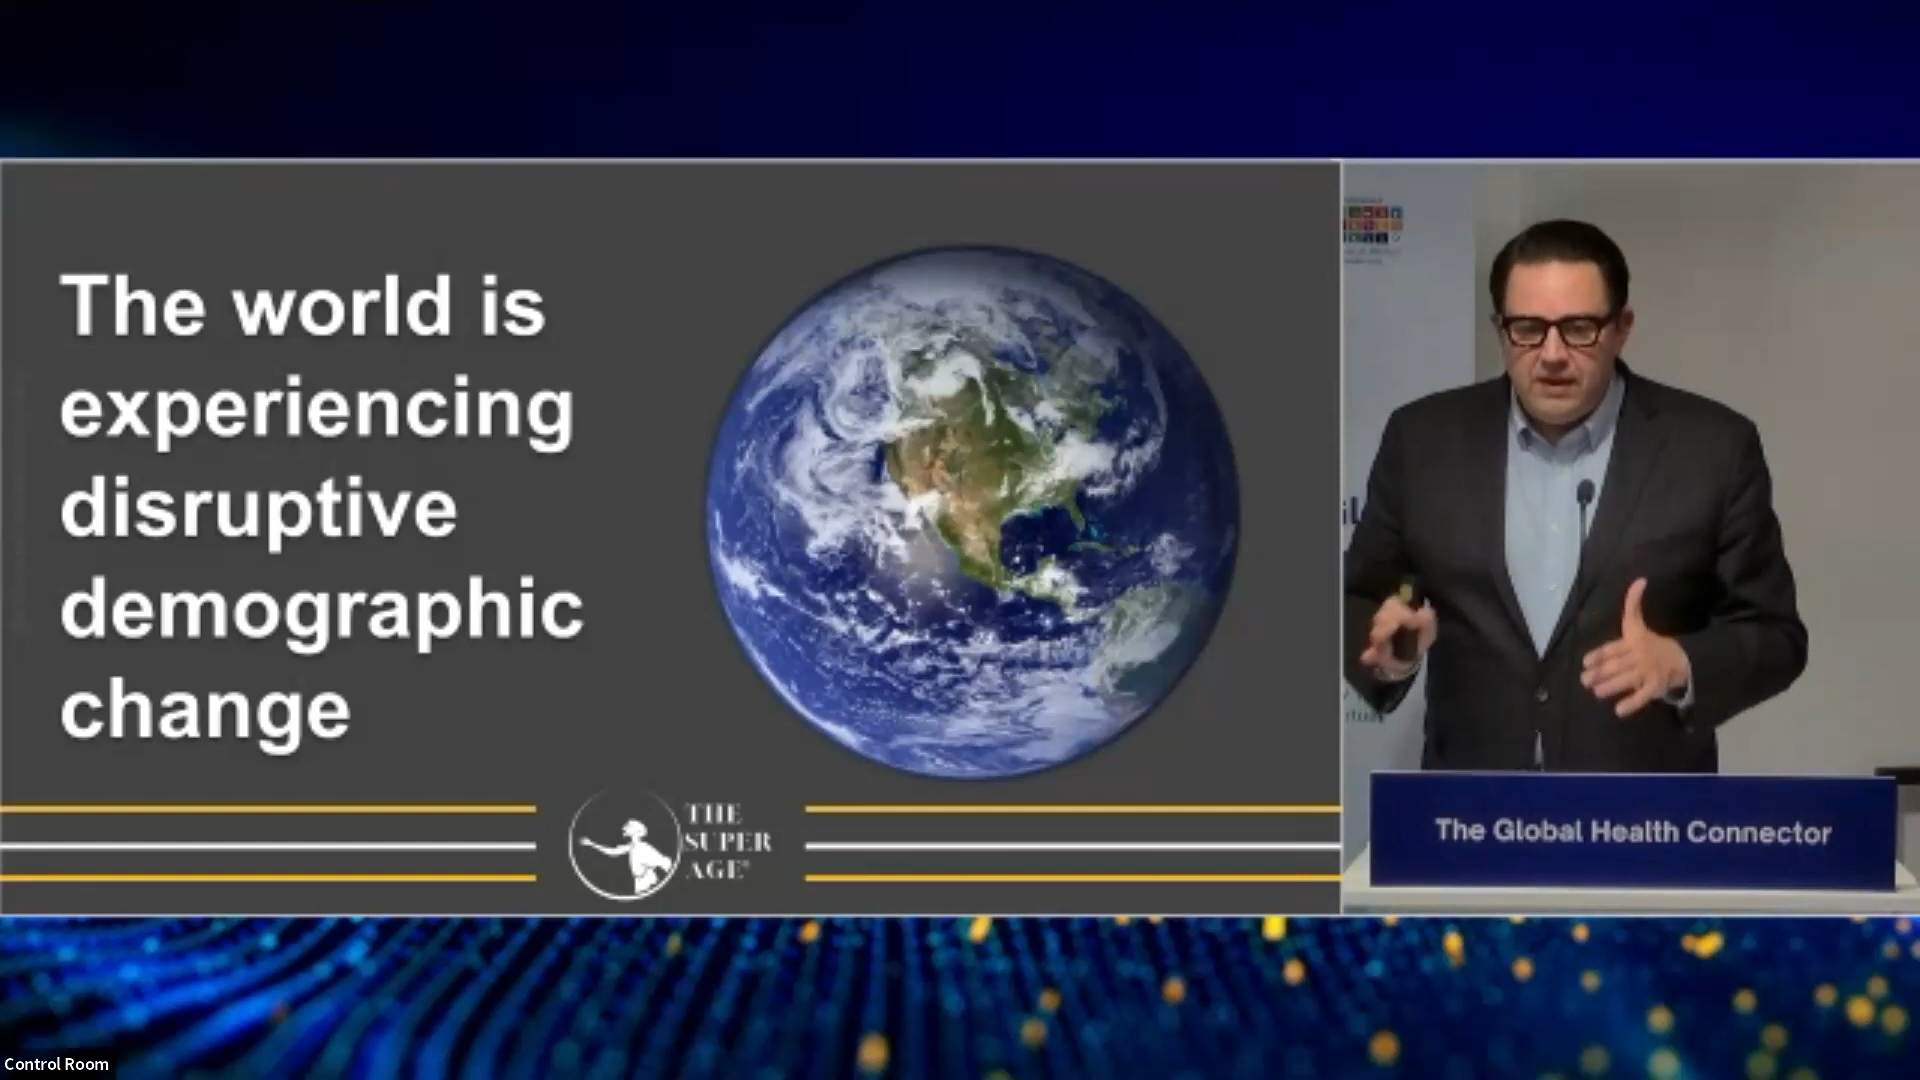 The world is
experiencing
disruptive
demographic
change
THE
SUPER
AGE®
The Global Health Connector
Control Room